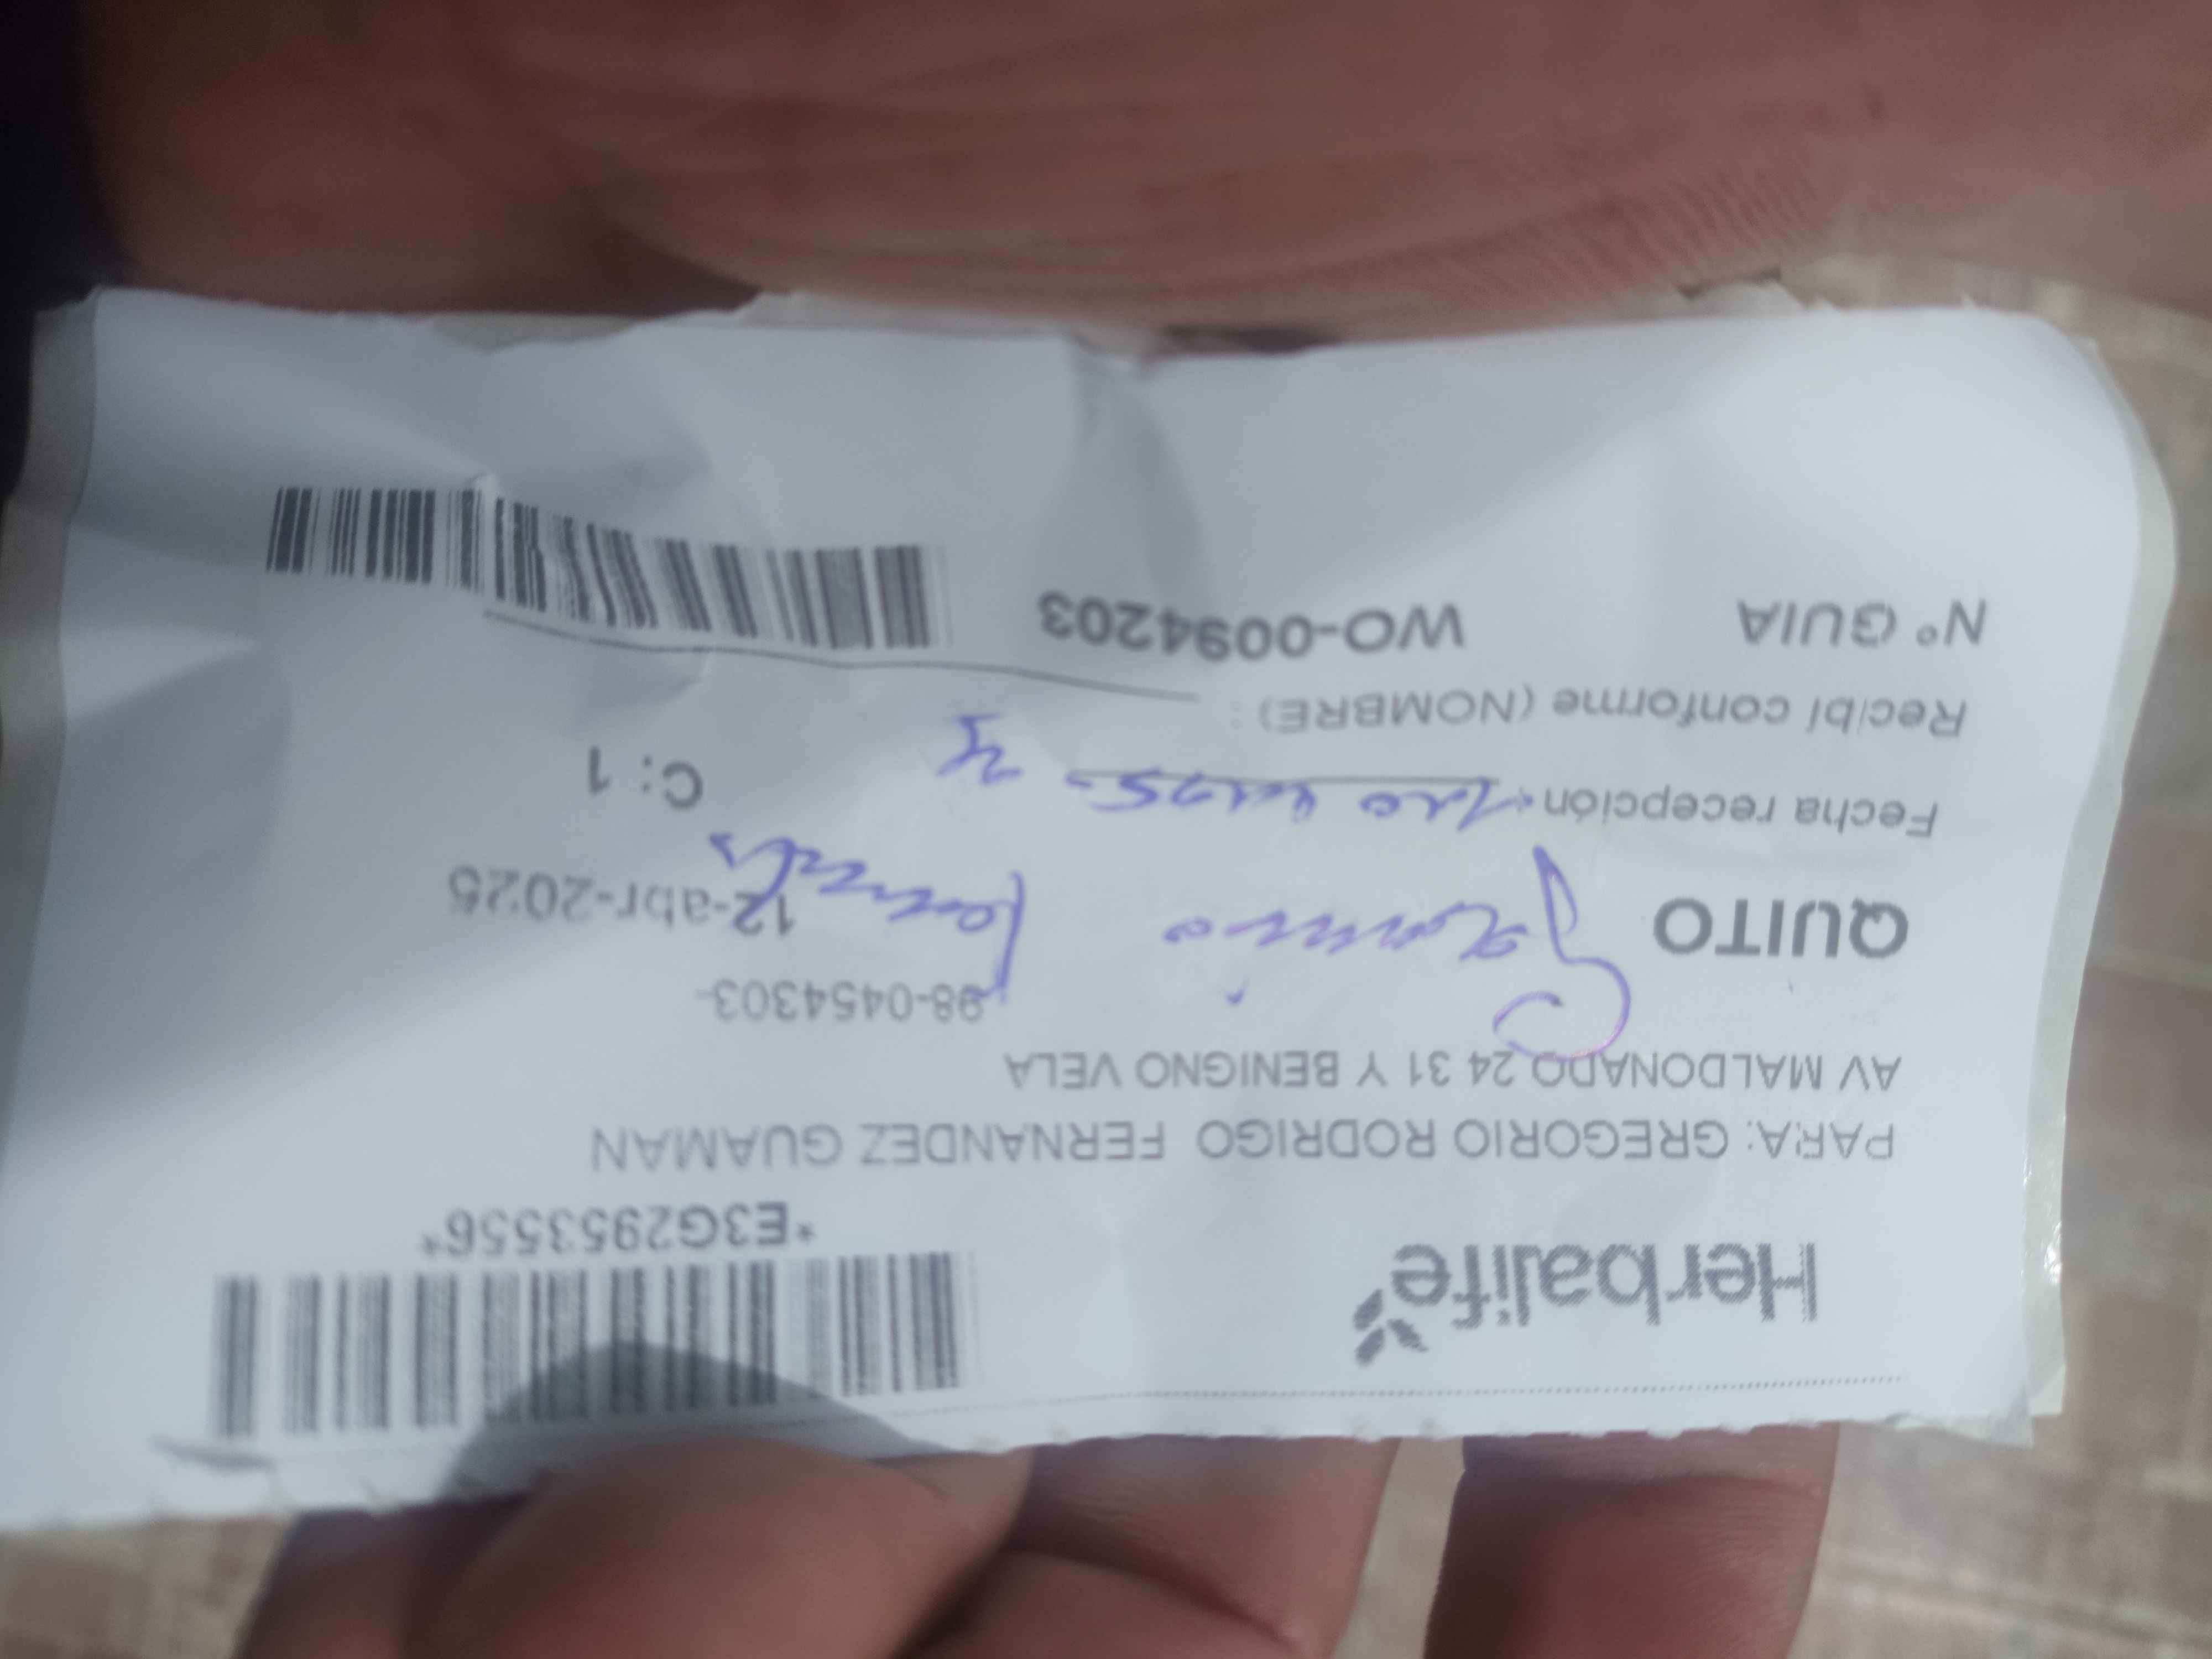 Herbalife
*E3G2953556*
PARA: GREGORIO RODRIGO FERNANDEZ GUAMAN
AV MALDONADO 24 31 Y BENIGNO VELA
98-0454303-
QUITO 12-abr-2025
Fecha recepción C: 1
Recibí conforme (NOMBRE) :
N° GUIA WO-0094203